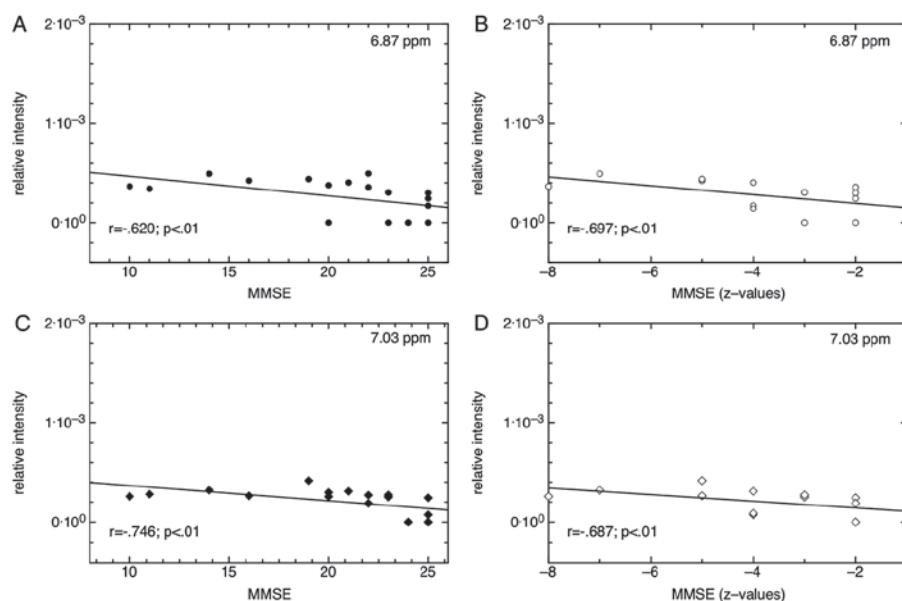 A
2·10⁻³
6.87 ppm
relative intensity
1·10⁻³
0·10⁰
r=-.620; p<.01
10 15 20 25
MMSE
B
2·10⁻³
6.87 ppm
relative intensity
1·10⁻³
0·10⁰
r=-.697; p<.01
−8 −6 −4 −2
MMSE (z–values)
C
2·10⁻³
7.03 ppm
relative intensity
1·10⁻³
0·10⁰
r=-.746; p<.01
10 15 20 25
MMSE
D
2·10⁻³
7.03 ppm
relative intensity
1·10⁻³
0·10⁰
r=-.687; p<.01
−8 −6 −4 −2
MMSE (z–values)